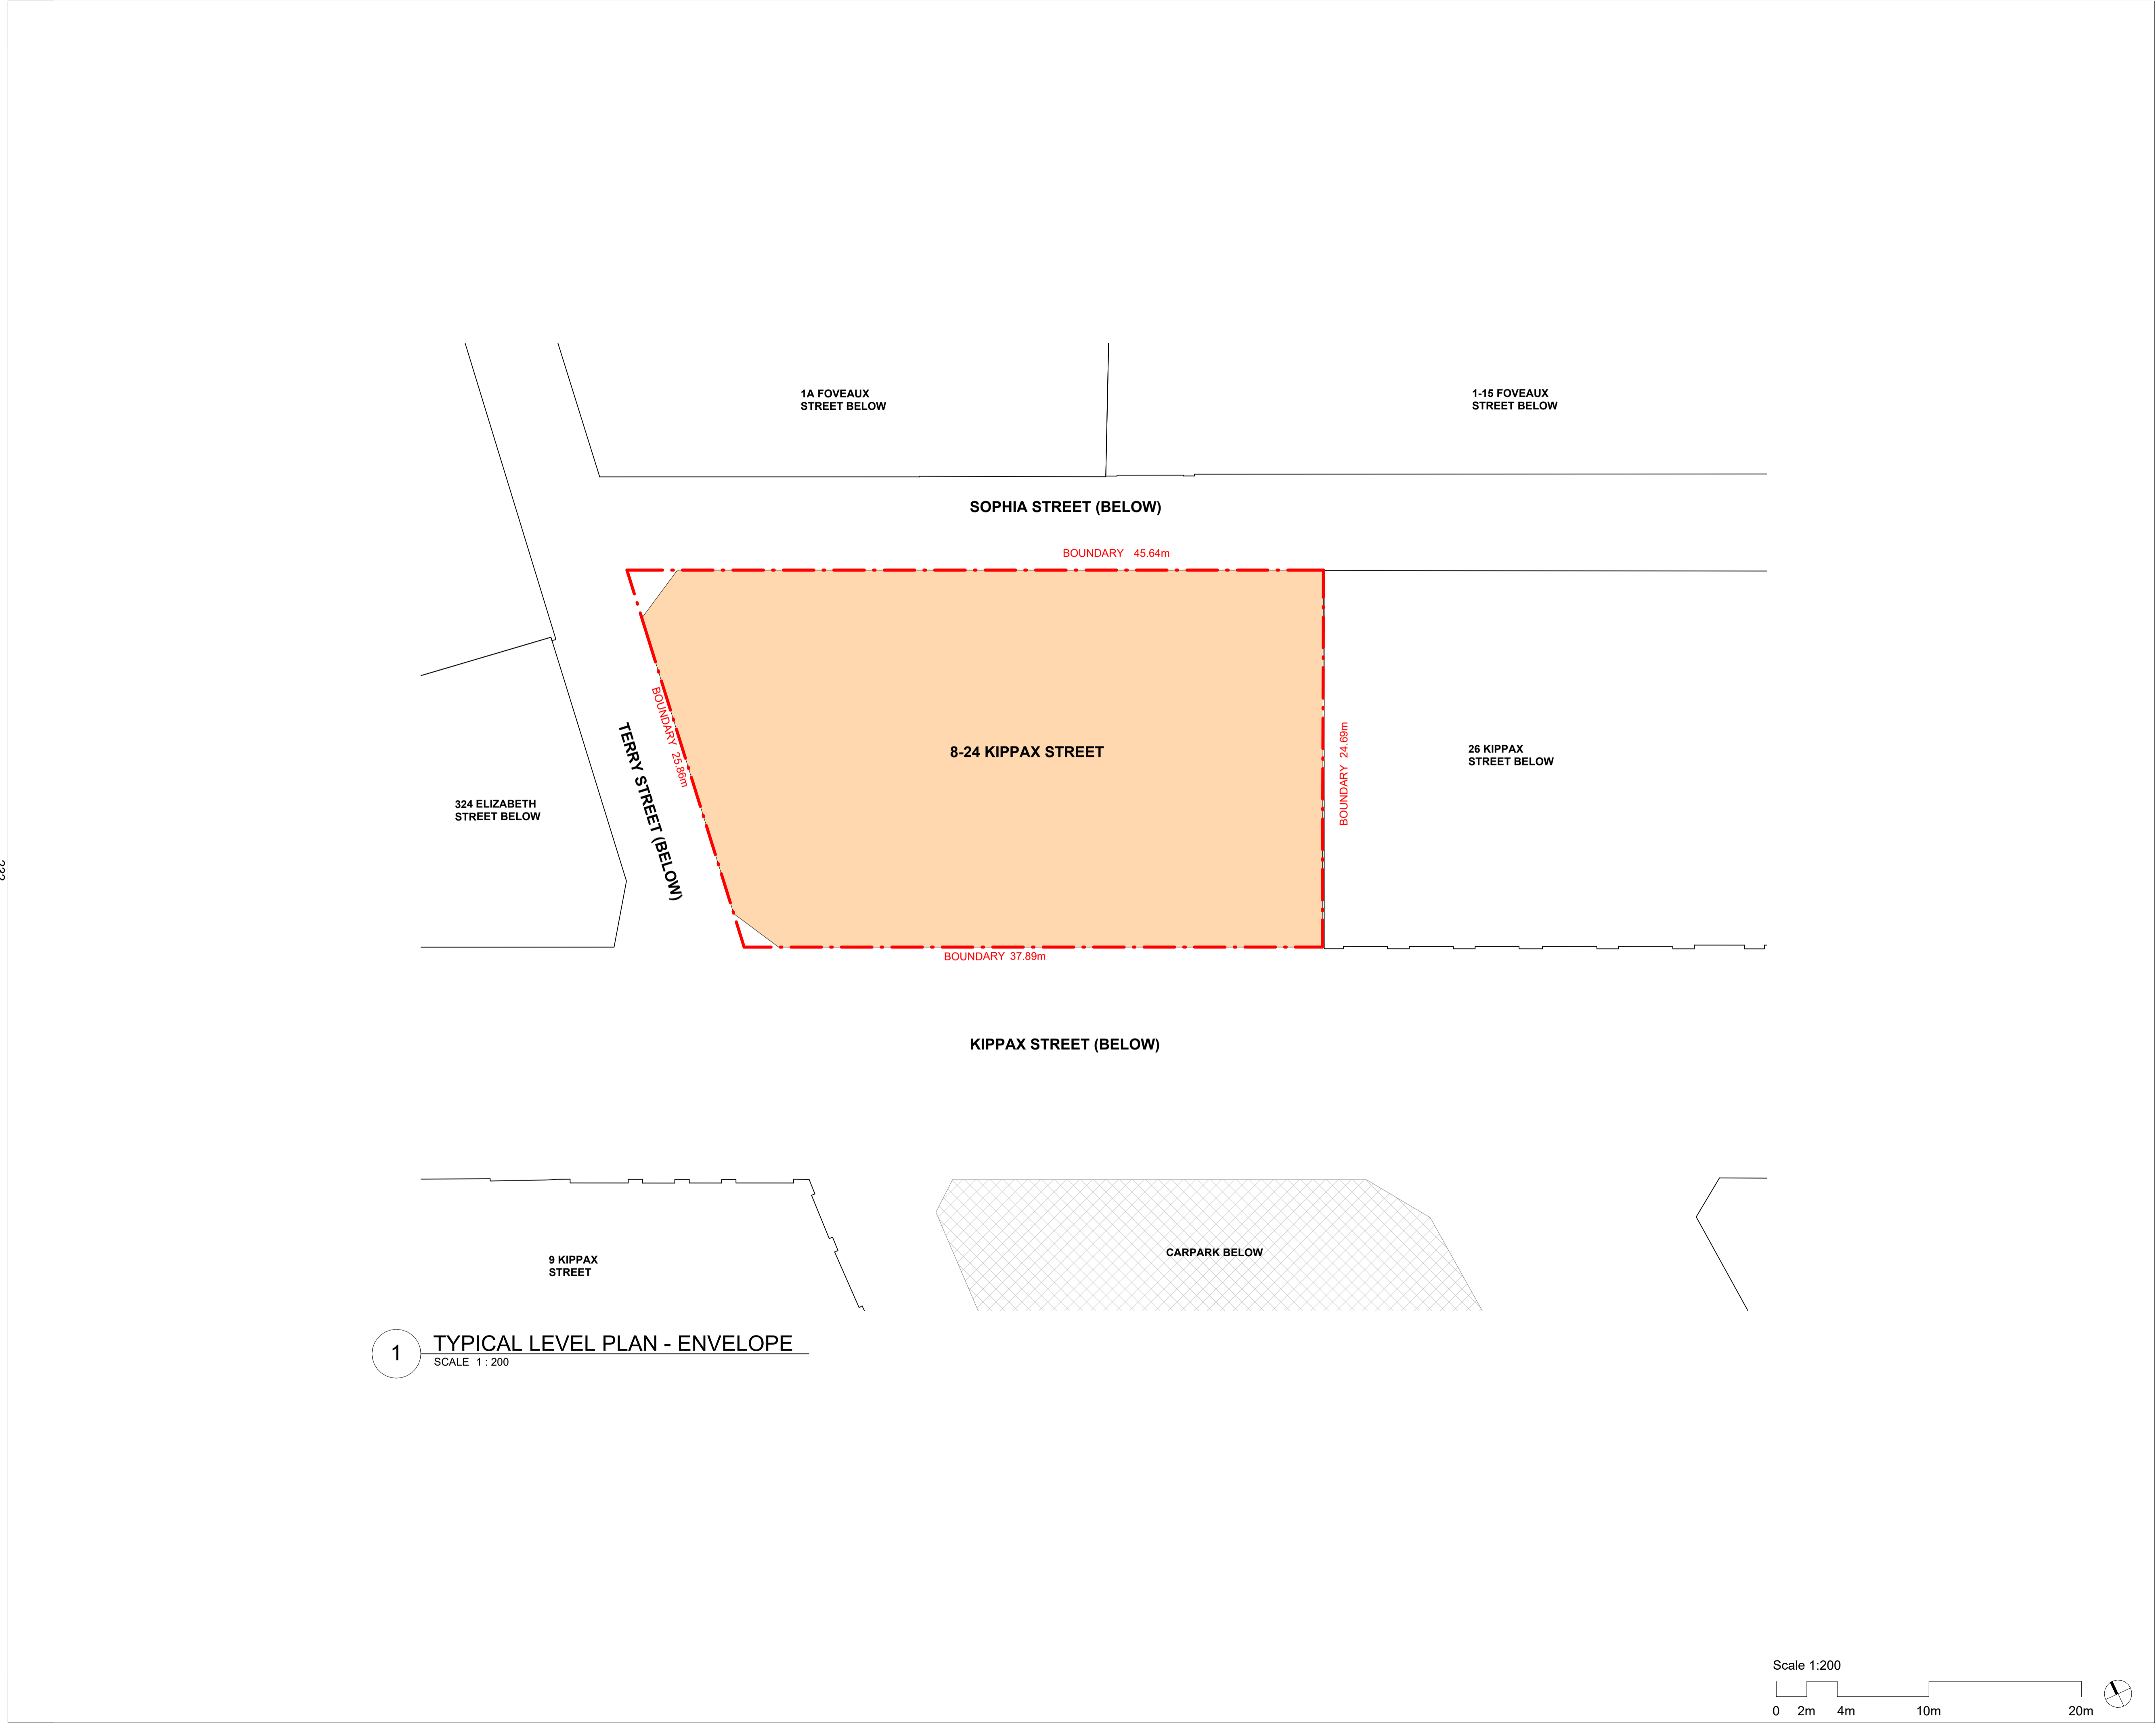 1A FOVEAUX
STREET BELOW
1-15 FOVEAUX
STREET BELOW
SOPHIA STREET (BELOW)
BOUNDARY 45.64m
BOUNDARY 25.86m
TERRY STREET (BELOW)
8-24 KIPPAX STREET
BOUNDARY 24.69m
26 KIPPAX
STREET BELOW
324 ELIZABETH
STREET BELOW
BOUNDARY 37.89m
KIPPAX STREET (BELOW)
9 KIPPAX
STREET
CARPARK BELOW
1
TYPICAL LEVEL PLAN - ENVELOPE
SCALE 1 : 200
Scale 1:200
0 2m 4m 10m 20m